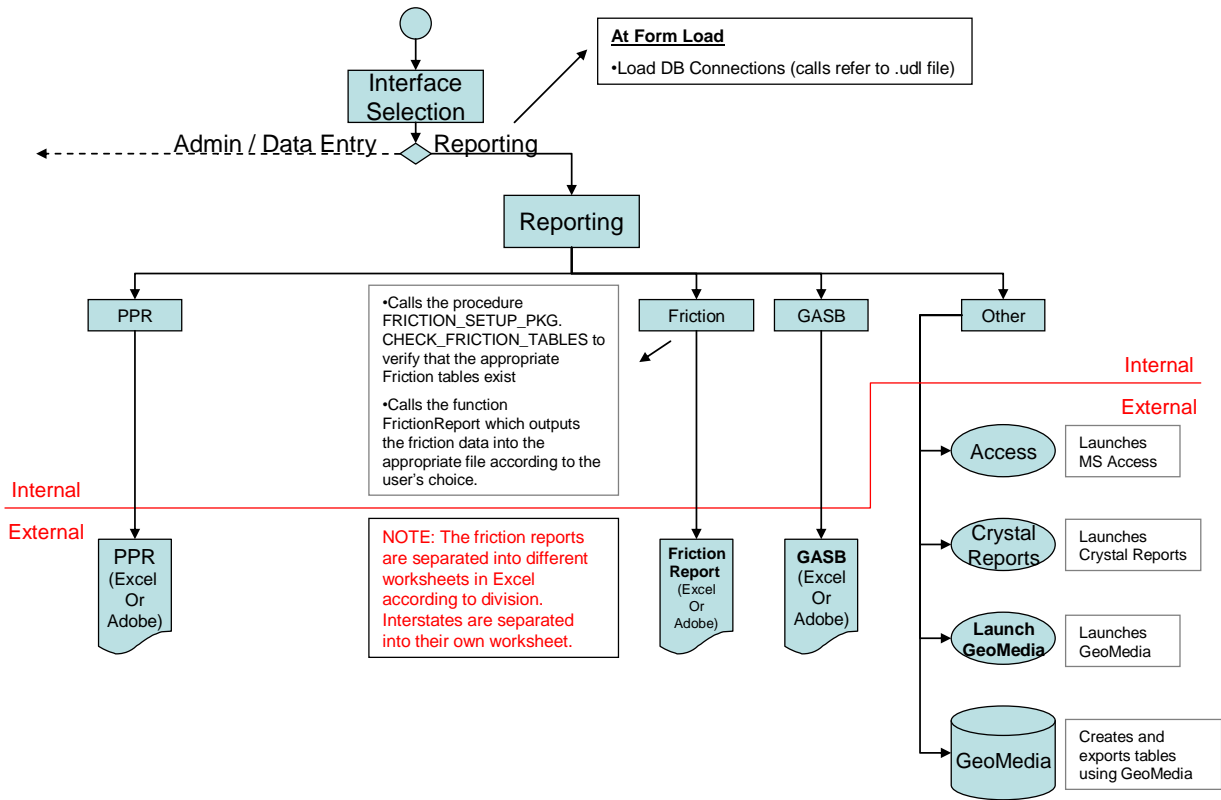 At Form Load
•Load DB Connections (calls refer to .udl file)
Interface
Selection
Admin / Data Entry
Reporting
Reporting
PPR
•Calls the procedure
FRICTION_SETUP_PKG.
CHECK_FRICTION_TABLES to
verify that the appropriate
Friction tables exist
•Calls the function
FrictionReport which outputs
the friction data into the
appropriate file according to the
user's choice.
Friction
GASB
Other
Internal
External
Internal
External
Access
Launches
MS Access
Crystal
Reports
Launches
Crystal Reports
Launch
GeoMedia
Launches
GeoMedia
GeoMedia
Creates and
exports tables
using GeoMedia
PPR
(Excel
Or
Adobe)
NOTE: The friction reports
are separated into different
worksheets in Excel
according to division.
Interstates are separated
into their own worksheet.
Friction
Report
(Excel
Or
Adobe)
GASB
(Excel
Or
Adobe)